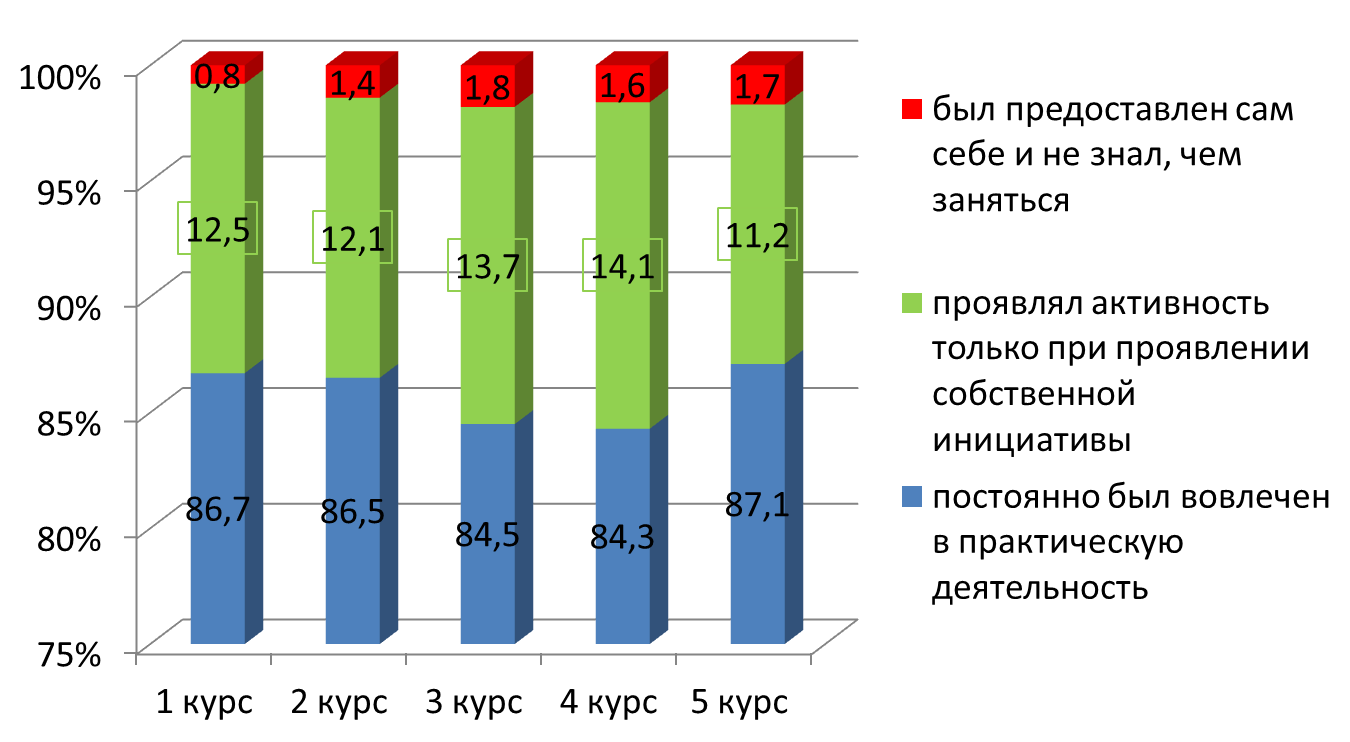 100%
95%
90%
85%
80%
75%
0,8
1,4
1,8
1,6
1,7
12,5
12,1
13,7
14,1
11,2
86,7
86,5
84,5
84,3
87,1
1 курс
2 курс
3 курс
4 курс
5 курс
был предоставлен сам
себе и не знал, чем
заняться
проявлял активность
только при проявлении
собственной
инициативы
постоянно был вовлечен
в практическую
деятельность